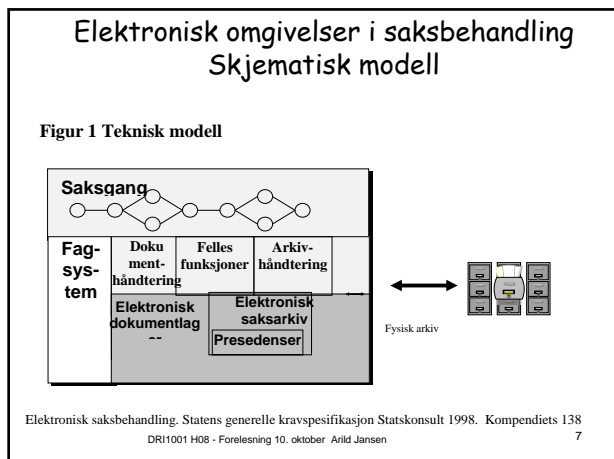 Elektronisk omgivelser i saksbehandling
Skjematisk modell
Figur 1 Teknisk modell
Saksgang
Fag-
sys-
tem
Doku
ment-
håndtering
Felles
funksjoner
Arkiv-
håndtering
Elektronisk
dokumentlag
er
Elektronisk
saksarkiv
Presedenser
Fysisk arkiv
Elektronisk saksbehandling. Statens generelle kravspesifikasjon Statskonsult 1998. Kompendiets 138
DRI1001 H08 - Forelesning 10. oktober Arild Jansen
7